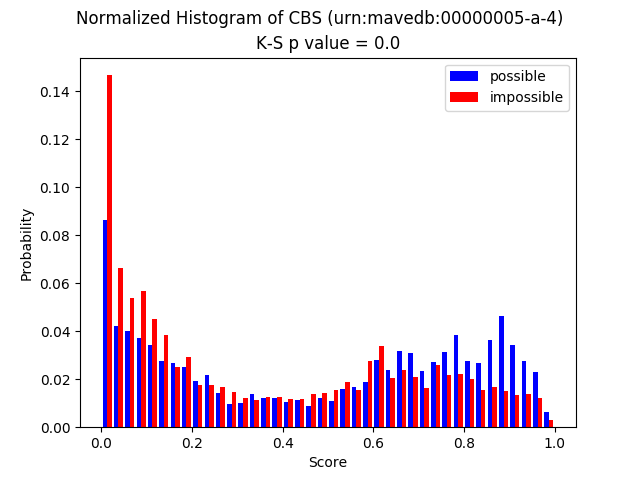 Normalized Histogram of CBS (urn:mavedb:00000005-a-4)
K-S p value = 0.0
possible
impossible
0.14
0.12
0.10
0.08
0.06
0.04
0.02
0.00
Probability
0.0 0.2 0.4 0.6 0.8 1.0
Score